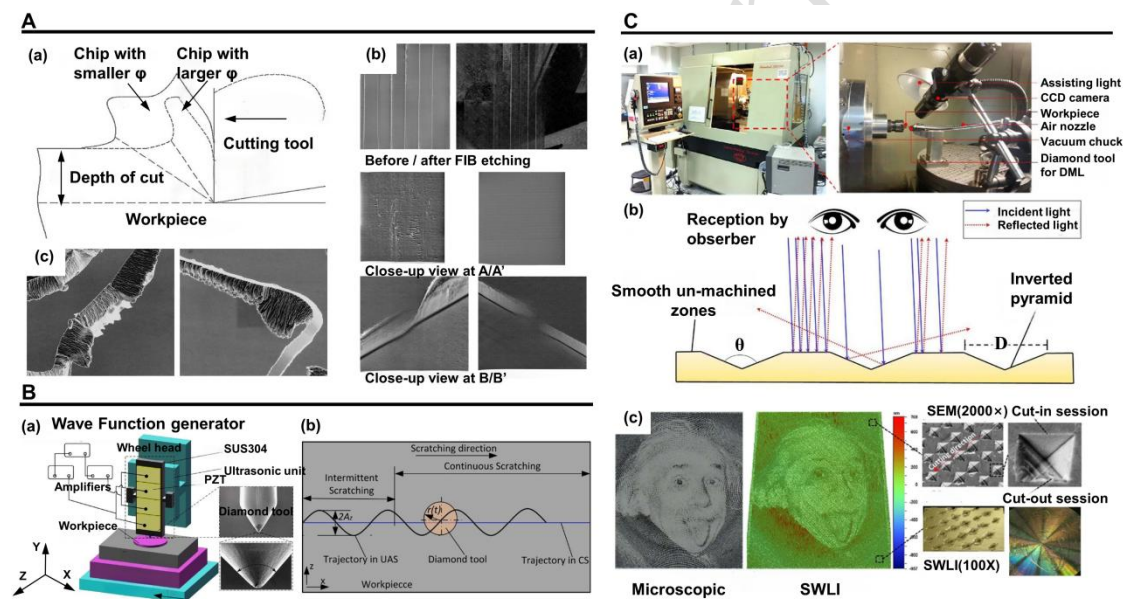 A
(a)
Chip with
smaller φ
Chip with
larger φ
Cutting tool
Depth of cut
Workpiece
(b)
Before / after FIB etching
Close-up view at A/A'
Close-up view at B/B'
(c)
B
(a)
Wave Function generator
Wheel head
SUS304
Ultrasonic unit
PZT
Amplifiers
Diamond tool
Workpiece
Y
Z
X
(b)
Scratching direction
Continuous Scratching
Intermittent
Scratching
r(t)
Trajectory in UAS
Diamond tool
Trajectory in CS
z
x
Workpiecce
C
(a)
Assisting light
CCD camera
Workpiece
Air nozzle
Vacuum chuck
Diamond tool
for DML
(b)
Reception by
obserber
Incident light
Reflected light
Smooth un-machined
zones
Inverted
pyramid
θ
D
(c)
SEM(2000×)
Cut-in session
Cutting direction
Cut-out session
SWLI(100X)
Microscopic
SWLI